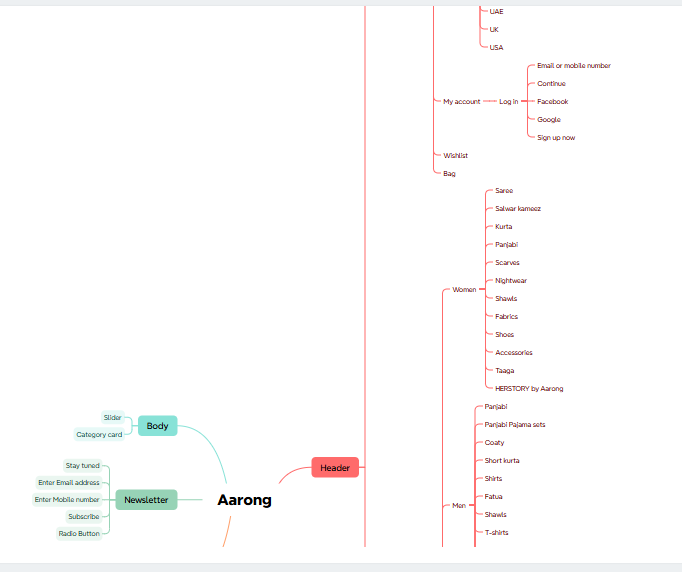 UAE
UK
USA
Email or mobile number
Continue
My account
Log in
Facebook
Google
Sign up now
Wishlist
Bag
Saree
Salwar kameez
Kurta
Panjabi
Scarves
Nightwear
Women
Shawls
Fabrics
Shoes
Accessories
Taaga
HERSTORY by Aarong
Panjabi
Panjabi Pajama sets
Coaty
Short kurta
Shirts
Men
Fatua
Shawls
T-shirts
Slider
Body
Category card
Header
Stay tuned
Enter Email address
Newsletter
Enter Mobile number
Subscribe
Radio Button
Aarong